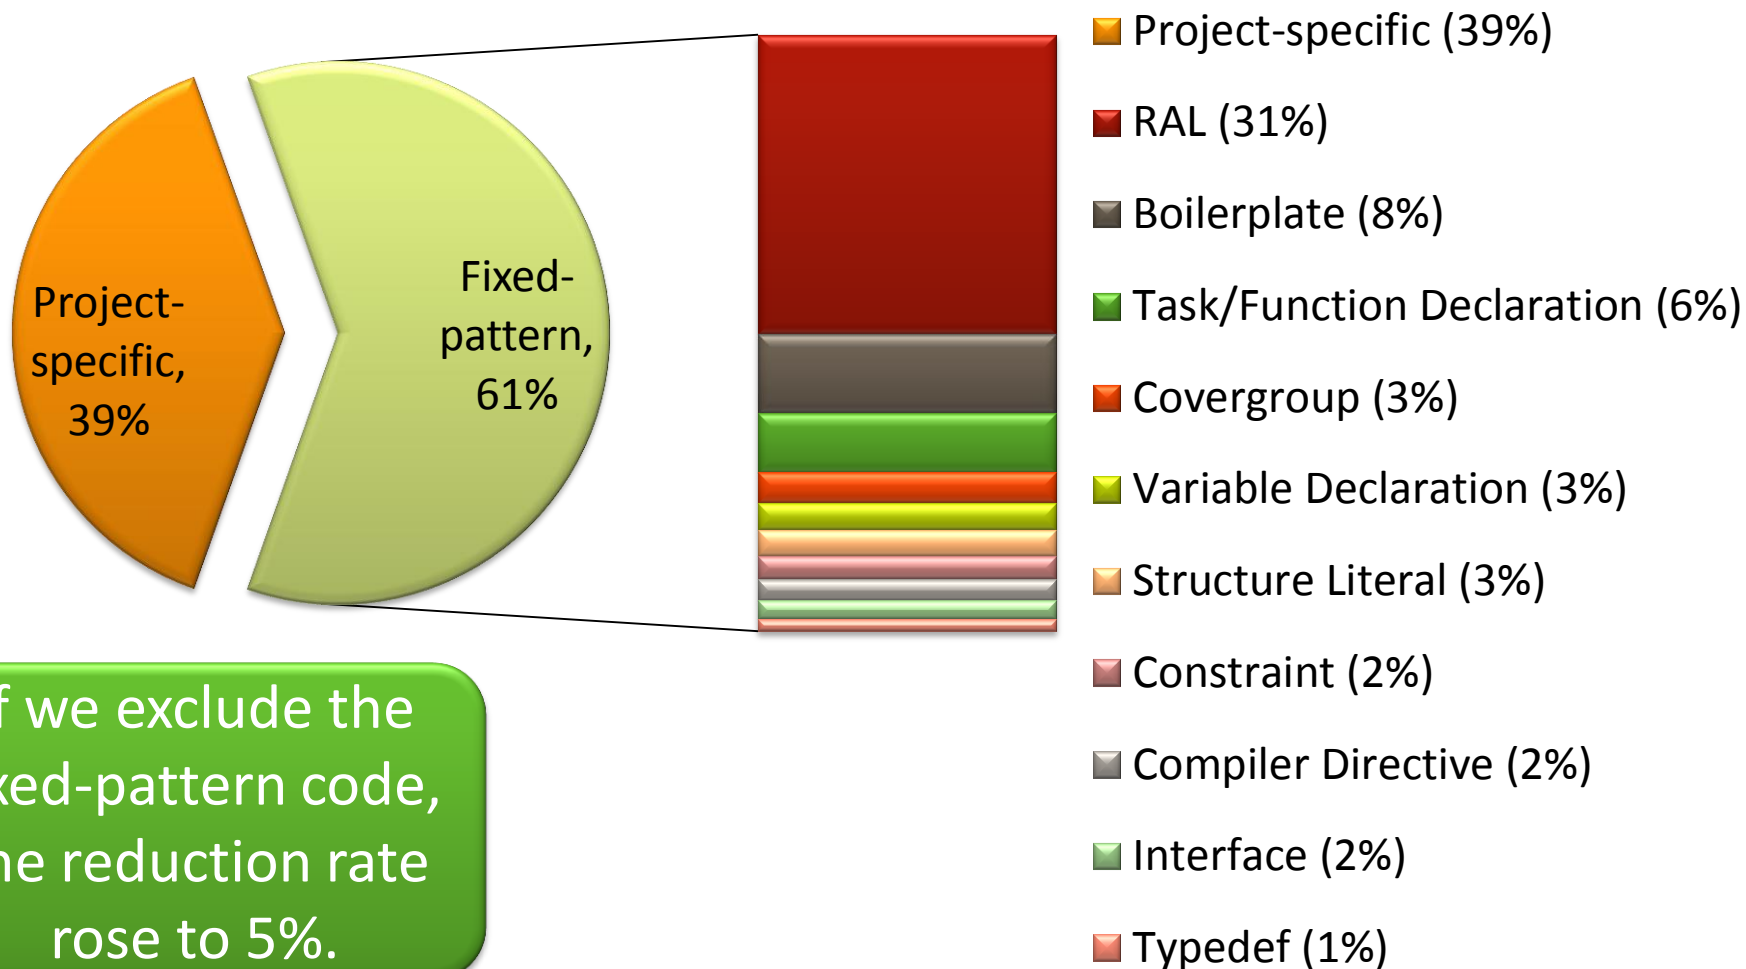 Project-
specific,
39%
Fixed-
pattern,
61%
Project-specific (39%)
RAL (31%)
Boilerplate (8%)
Task/Function Declaration (6%)
Covergroup (3%)
Variable Declaration (3%)
Structure Literal (3%)
Constraint (2%)
Compiler Directive (2%)
Interface (2%)
Typedef (1%)
f we exclude the
xed-pattern code,
he reduction rate
rose to 5%.